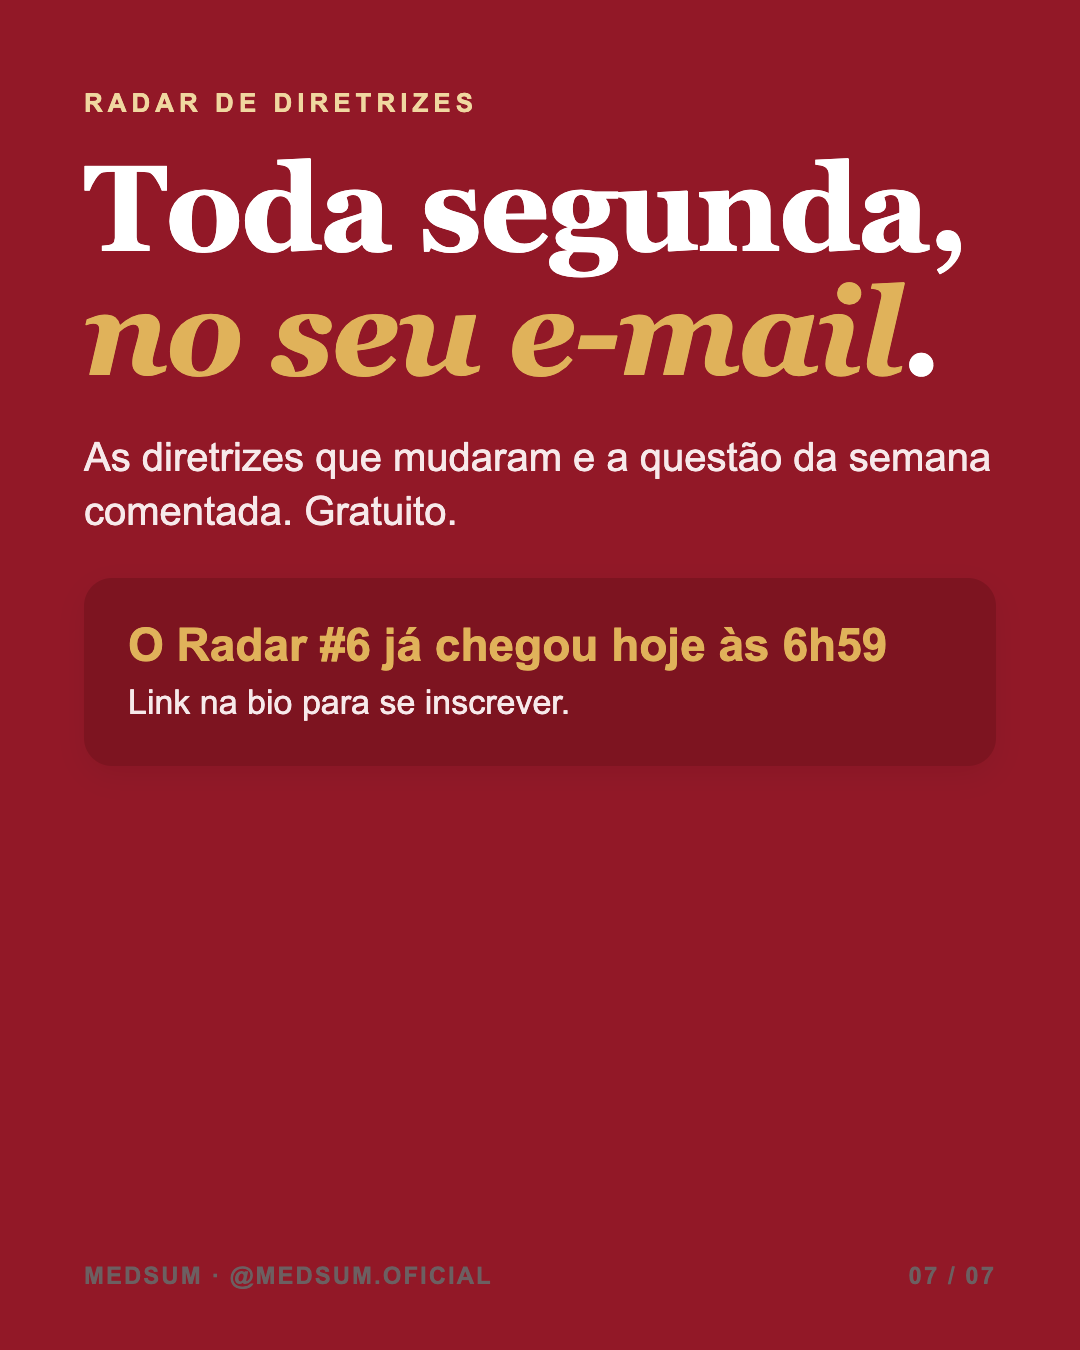 RADAR DE DIRETRIZES
Toda segunda,
no seu e-mail.
As diretrizes que mudaram e a questão da semana
comentada. Gratuito.
O Radar #6 já chegou hoje às 6h59
Link na bio para se inscrever.
MEDSUM · @MEDSUM.OFICIAL
07 / 07